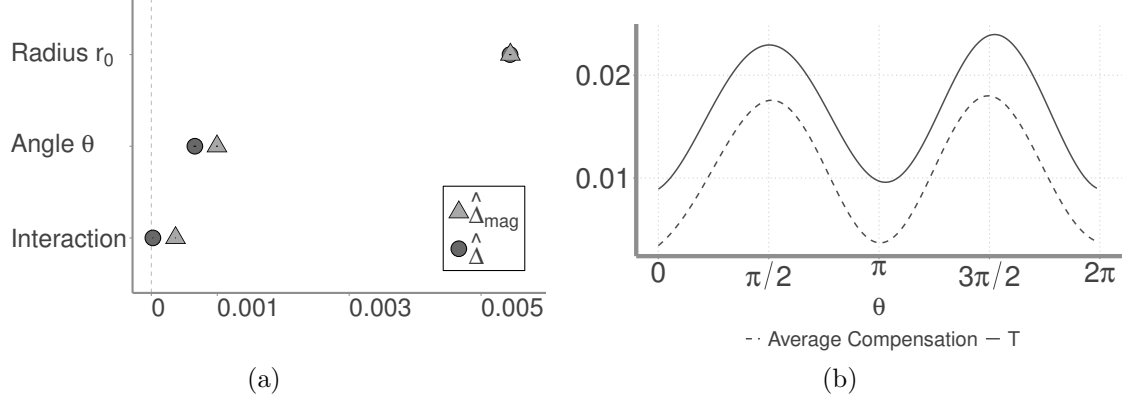 Radius r₀
Angle θ
Interaction
Δ̂mag
Δ̂
0 0.001 0.003 0.005
(a)
0.02
0.01
0 π/2 π 3π/2 2π
θ
Average Compensation T
(b)